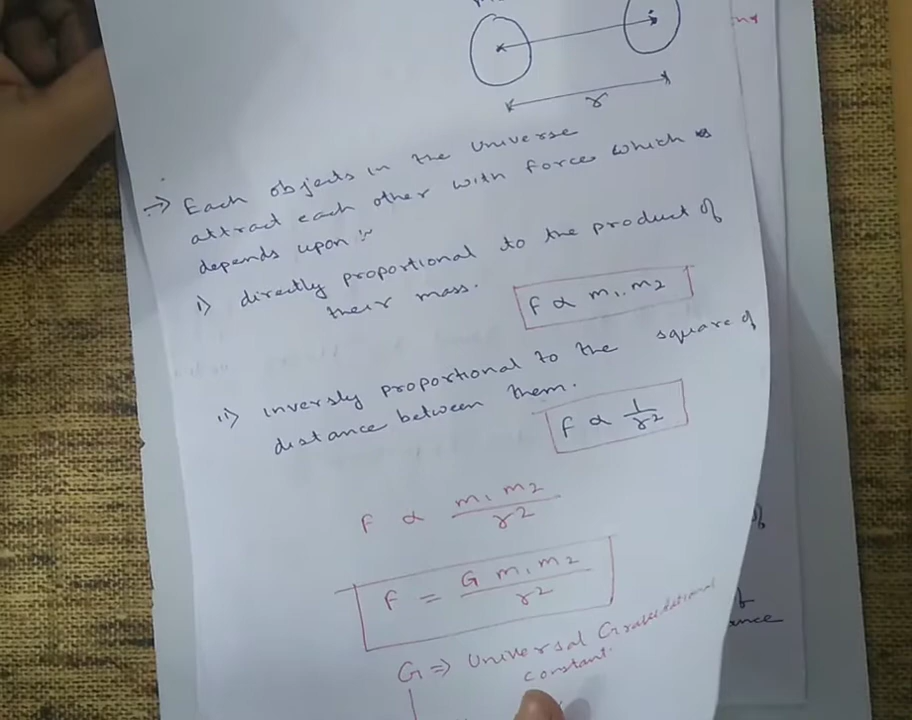 r
→ Each objects in the universe
attract each other with forces which is
depends upon :-
i) directly proportional to the product of
their mass.
F ∝ m1.m2
ii) inversly proportional to the square of
distance between them.
F ∝ 1/r2
F ∝ m1 m2/r2
F = G m1 m2/r2
G ⇒ Universal Gravitational
constant.